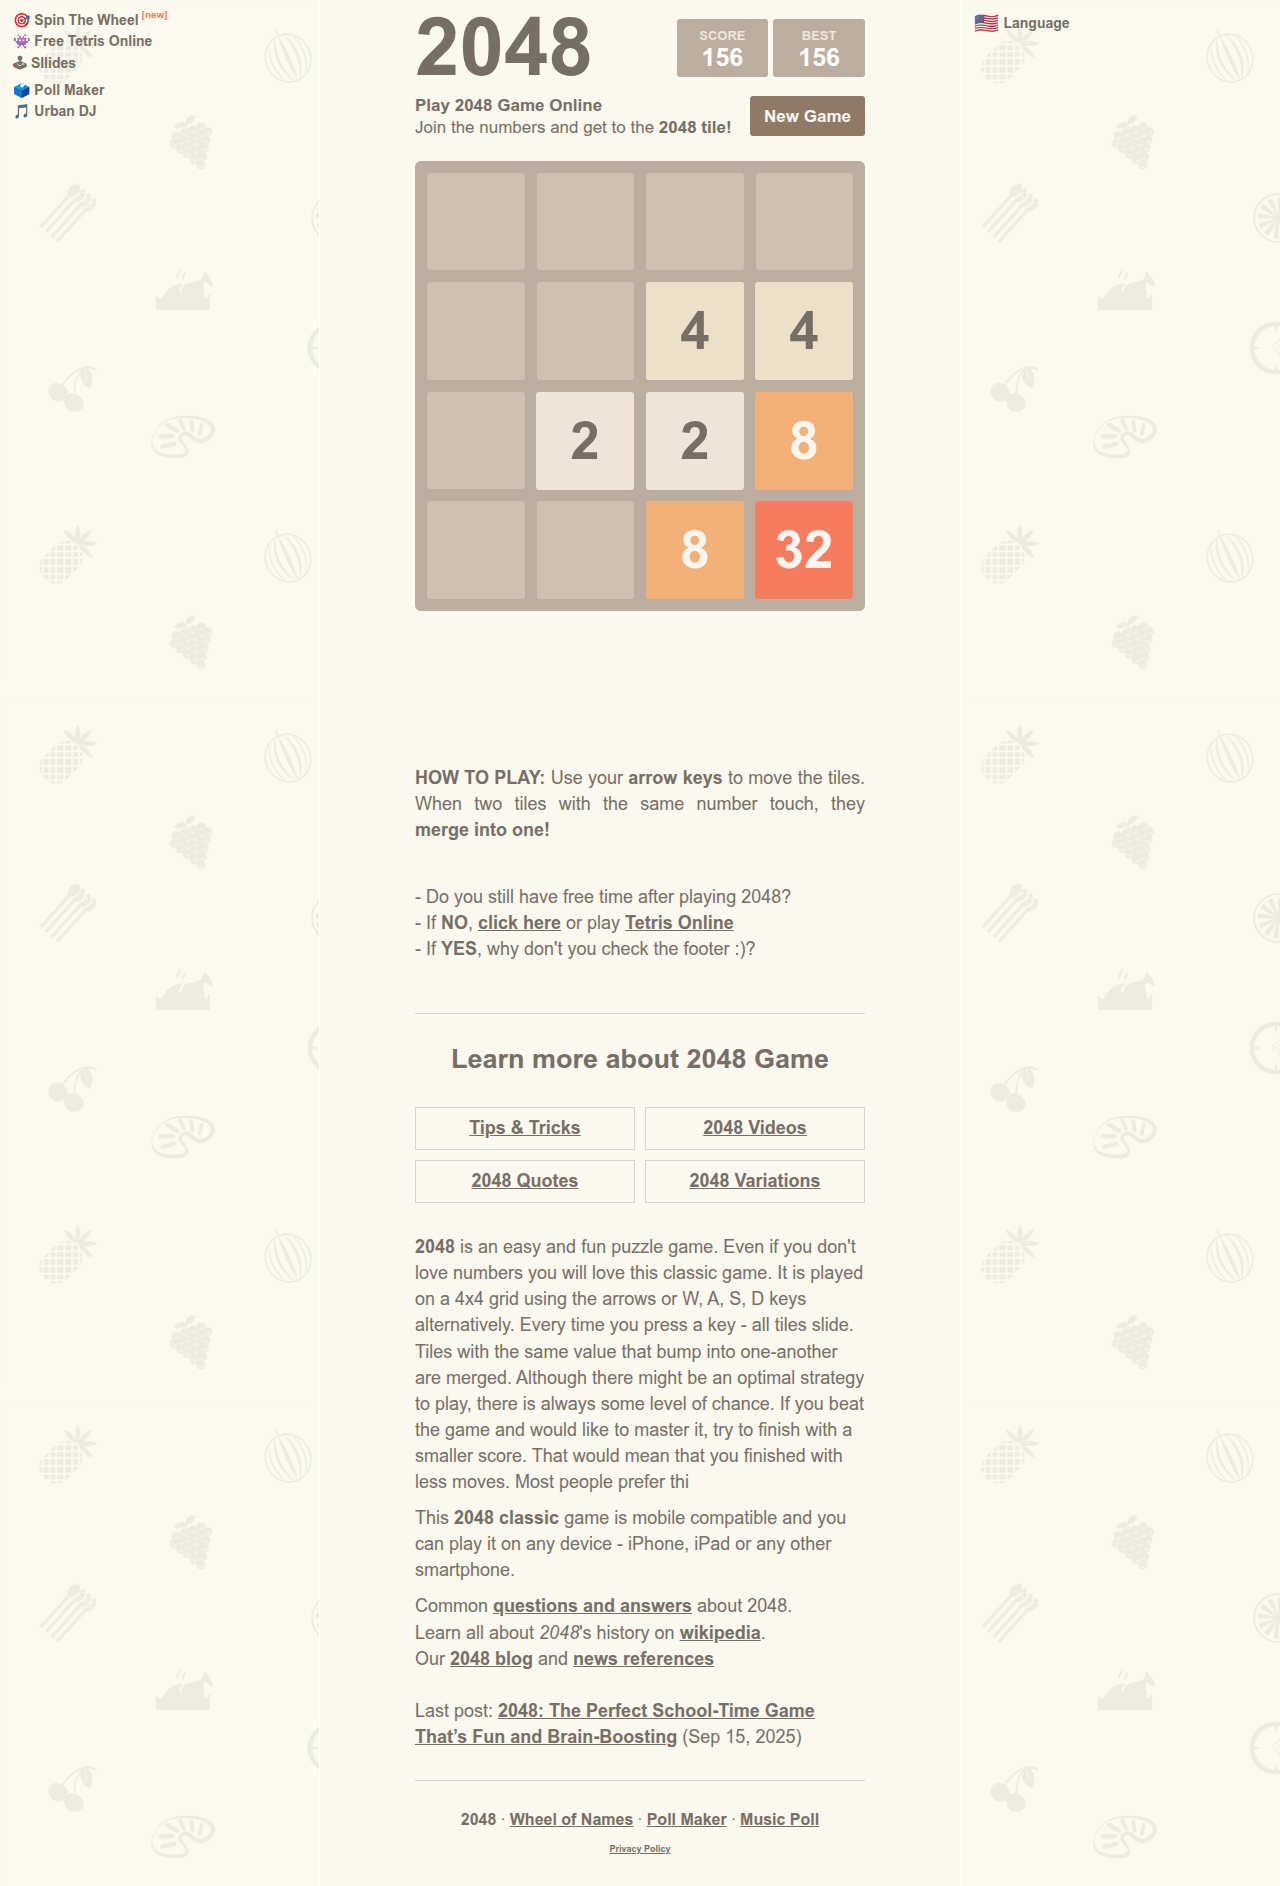 🎯 Spin The Wheel [new]
👾 Free Tetris Online
🕹️ Sllides
🗳️ Poll Maker
🎵 Urban DJ
🇺🇸 Language
2048
SCORE
156
BEST
156
Play 2048 Game Online
Join the numbers and get to the 2048 tile!
New Game
4 4
2 2 8
8 32
HOW TO PLAY: Use your arrow keys to move the tiles.
When two tiles with the same number touch, they
merge into one!
- Do you still have free time after playing 2048?
- If NO, click here or play Tetris Online
- If YES, why don't you check the footer :)?
Learn more about 2048 Game
Tips & Tricks
2048 Videos
2048 Quotes
2048 Variations
2048 is an easy and fun puzzle game. Even if you don't
love numbers you will love this classic game. It is played
on a 4x4 grid using the arrows or W, A, S, D keys
alternatively. Every time you press a key - all tiles slide.
Tiles with the same value that bump into one-another
are merged. Although there might be an optimal strategy
to play, there is always some level of chance. If you beat
the game and would like to master it, try to finish with a
smaller score. That would mean that you finished with
less moves. Most people prefer thi
This 2048 classic game is mobile compatible and you
can play it on any device - iPhone, iPad or any other
smartphone.
Common questions and answers about 2048.
Learn all about 2048's history on wikipedia.
Our 2048 blog and news references
Last post: 2048: The Perfect School-Time Game
That’s Fun and Brain-Boosting (Sep 15, 2025)
2048 · Wheel of Names · Poll Maker · Music Poll
Privacy Policy